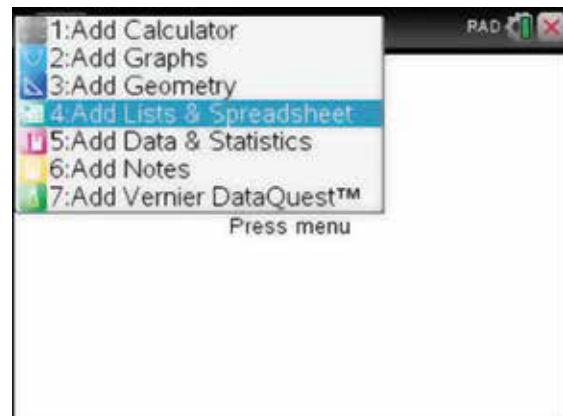 1:Add Calculator
RAD
2:Add Graphs
3:Add Geometry
4:Add Lists & Spreadsheet
5:Add Data & Statistics
6:Add Notes
7:Add Vernier DataQuest™
Press menu